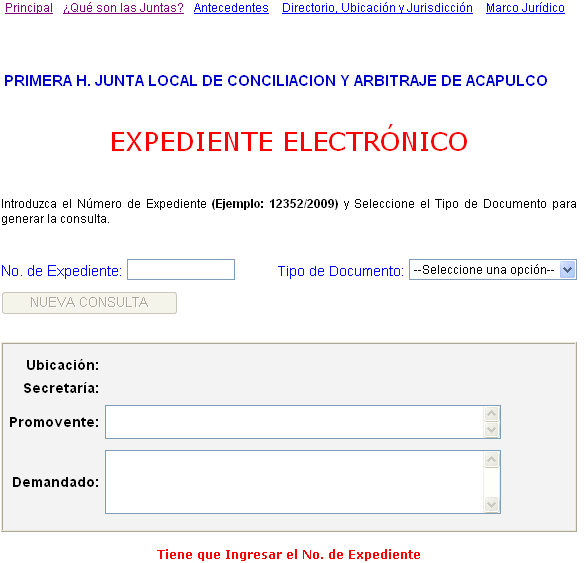 Principal ¿Qué son las Juntas? Antecedentes Directorio, Ubicación y Jurisdicción Marco Jurídico
PRIMERA H. JUNTA LOCAL DE CONCILIACION Y ARBITRAJE DE ACAPULCO
EXPEDIENTE ELECTRÓNICO
Introduzca el Número de Expediente (Ejemplo: 12352/2009) y Seleccione el Tipo de Documento para
generar la consulta.
No. de Expediente: Tipo de Documento: --Seleccione una opción--
NUEVA CONSULTA
Ubicación:
Secretaría:
Promovente:
Demandado:
Tiene que Ingresar el No. de Expediente